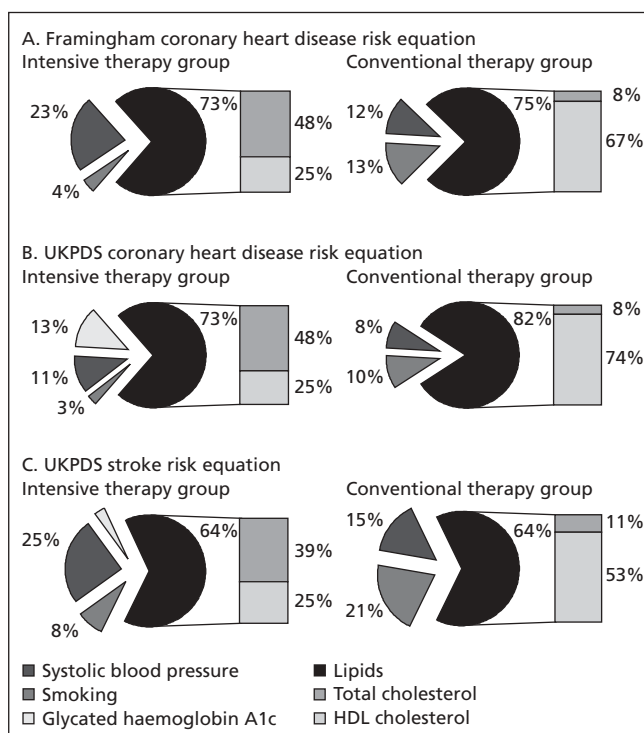 A. Framingham coronary heart disease risk equation
Intensive therapy group
Conventional therapy group
23%
4%
73%
48%
25%
12%
13%
75%
8%
67%
B. UKPDS coronary heart disease risk equation
Intensive therapy group
Conventional therapy group
13%
11%
3%
73%
48%
25%
8%
10%
82%
8%
74%
C. UKPDS stroke risk equation
Intensive therapy group
Conventional therapy group
25%
8%
64%
39%
25%
15%
21%
64%
11%
53%
Systolic blood pressure
Smoking
Glycated haemoglobin A1c
Lipids
Total cholesterol
HDL cholesterol